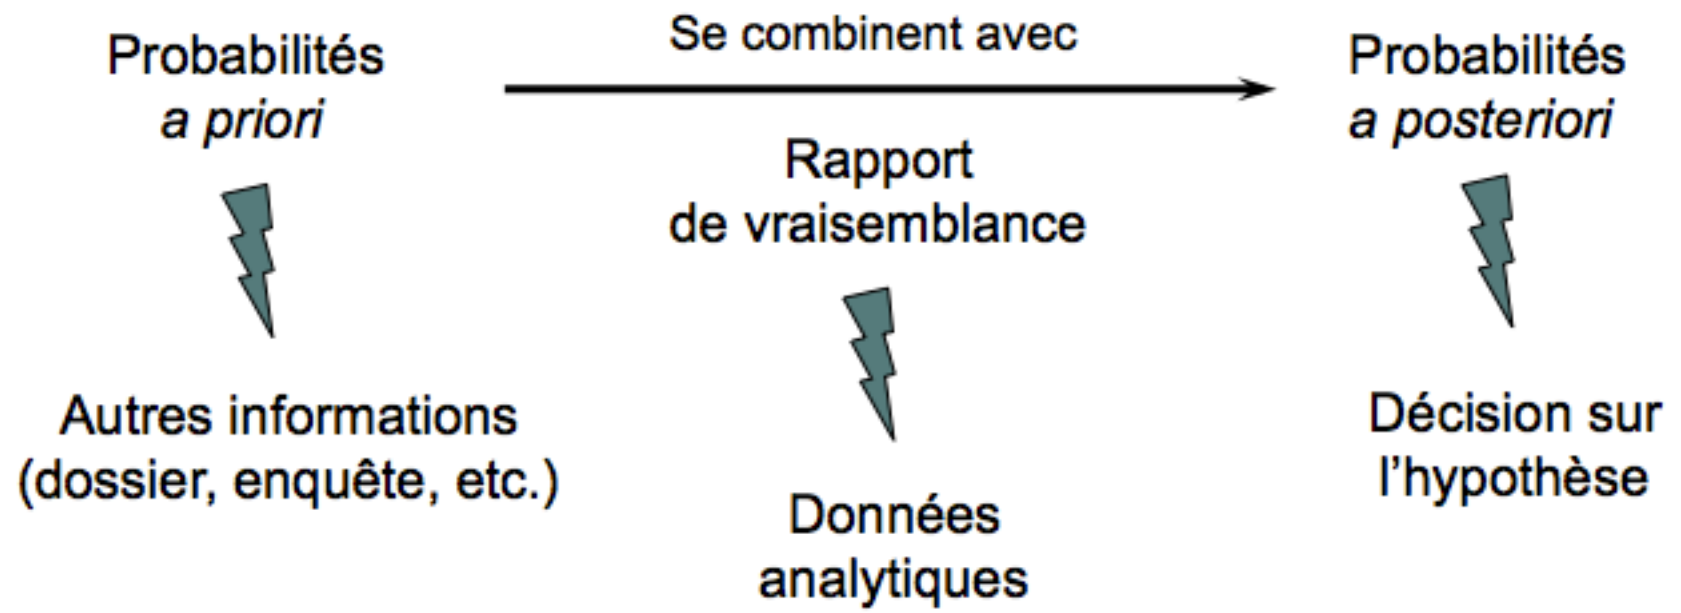 Probabilités
a priori
Se combinent avec
Rapport
de vraisemblance
Probabilités
a posteriori
Autres informations
(dossier, enquête, etc.)
Données
analytiques
Décision sur
l’hypothèse